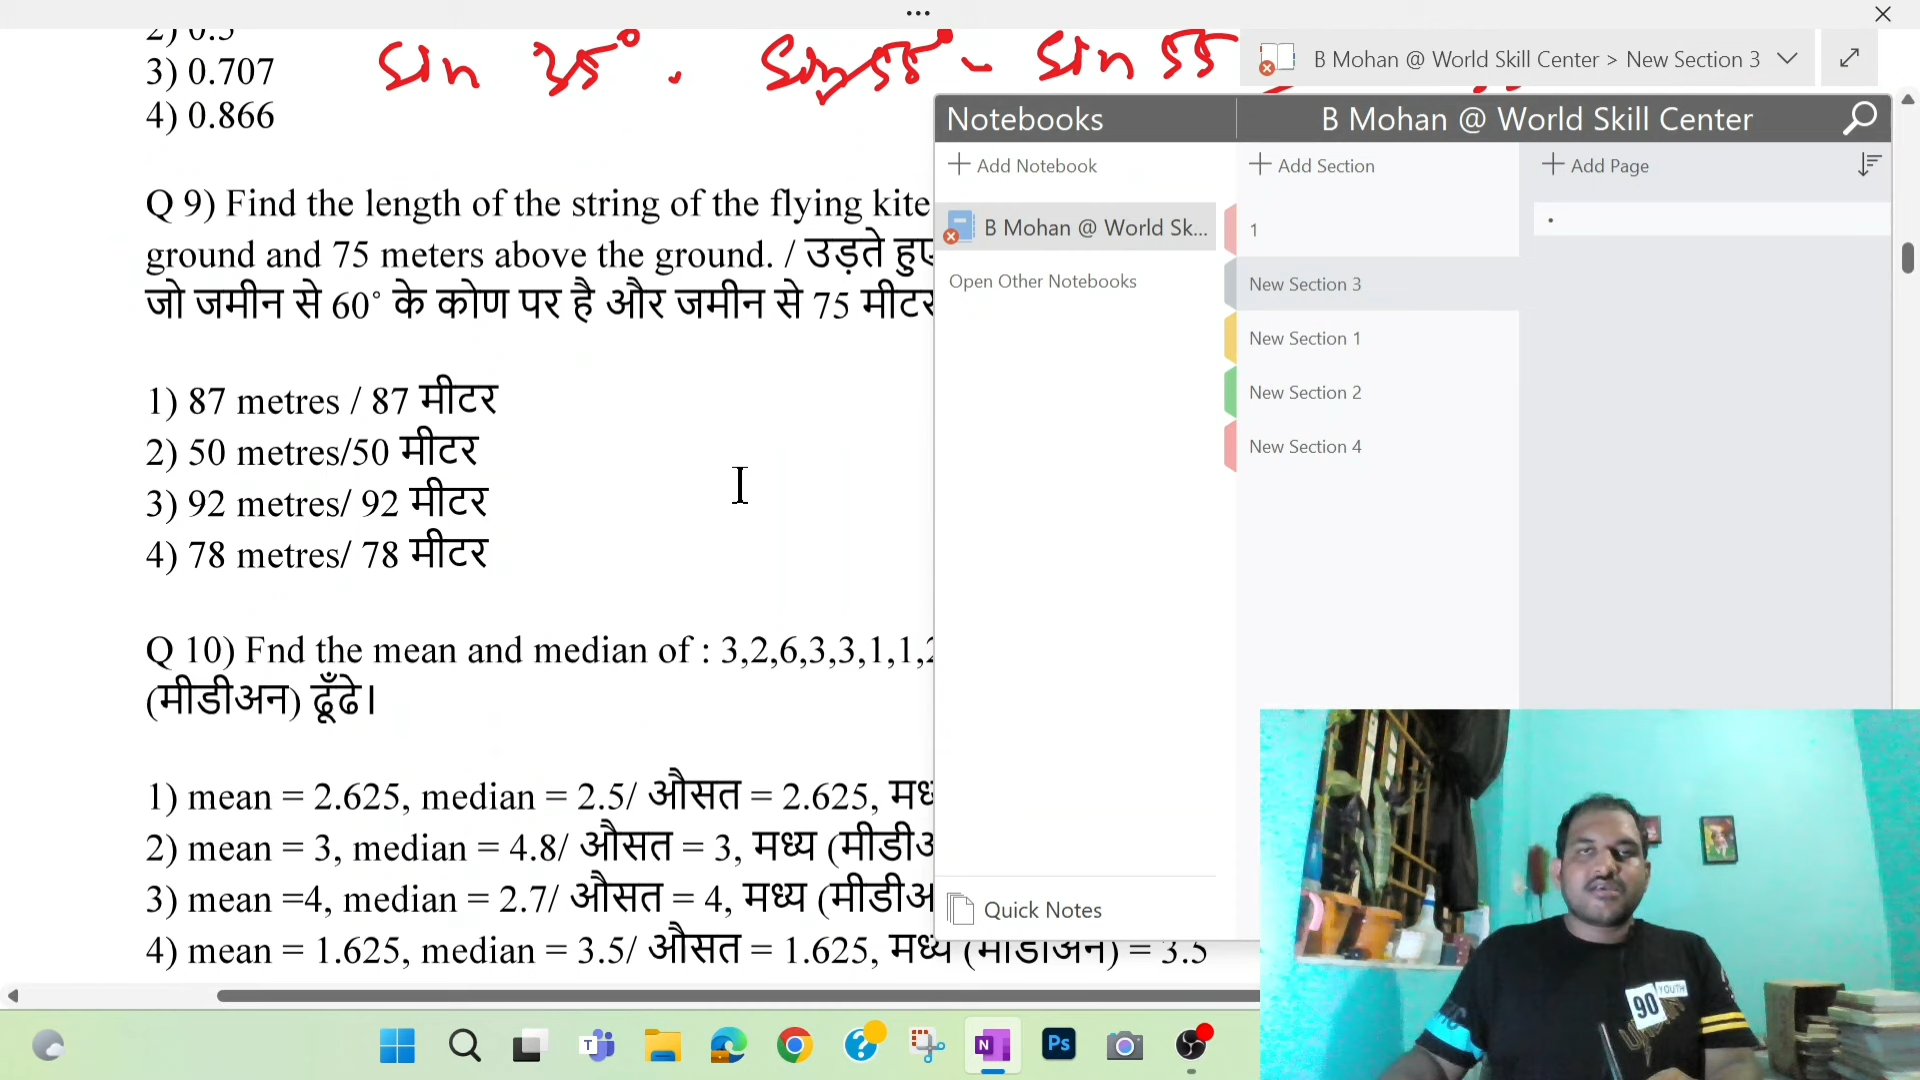 3) 0.707
4) 0.866
sin 35° . sin 55° - sin 55
B Mohan @ World Skill Center > New Section 3
Notebooks
B Mohan @ World Skill Center
Add Notebook
Add Section
Add Page
B Mohan @ World Sk...
Open Other Notebooks
1
New Section 3
New Section 1
New Section 2
New Section 4
Quick Notes
Q 9) Find the length of the string of the flying kite
ground and 75 meters above the ground. / उड़ते
जो जमीन से 60° के कोण पर है और जमीन से 75 मीटर
1) 87 metres / 87 मीटर
2) 50 metres/50 मीटर
3) 92 metres/ 92 मीटर
4) 78 metres/ 78 मीटर
Q 10) Fnd the mean and median of : 3,2,6,3,3,1,1,
(मीडीअन) ढूँढे।
1) mean = 2.625, median = 2.5/ औसत = 2.625,
2) mean = 3, median = 4.8/ औसत = 3, मध्य
3) mean =4, median = 2.7/ औसत = 4, मध्य
4) mean = 1.625, median = 3.5/ औसत = 1.625, मध्य (मीडीअन) = 3.5
90
YOUTH
T
N
Ps